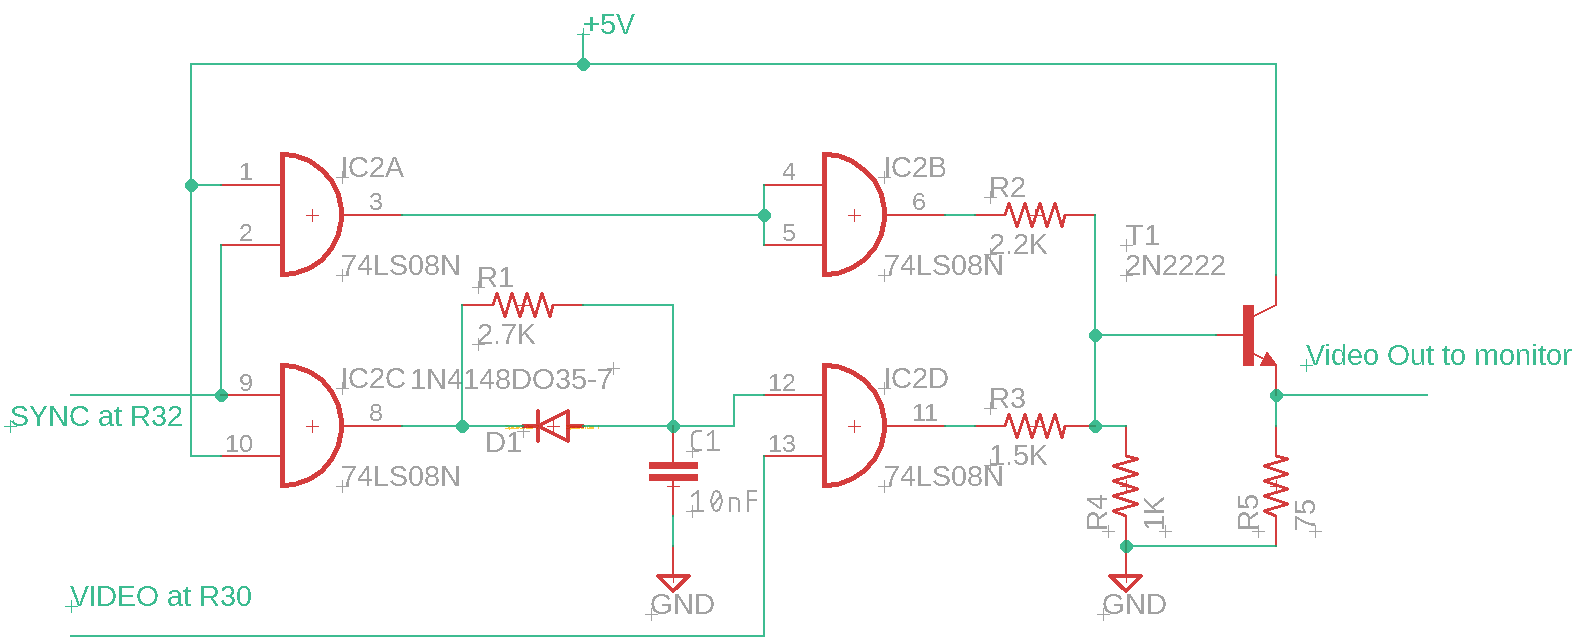 +5V
1
IC2A
3
2
74LS08N
4
IC2B
6
5
74LS08N
R2
2.2K
T1
2N2222
R1
2.7K
9
IC2C
1N4148DO35-7
8
10
74LS08N
D1
C1
10nF
12
IC2D
11
13
74LS08N
R3
1.5K
Video Out to monitor
SYNC at R32
R4
1K
R5
75
VIDEO at R30
GND
GND